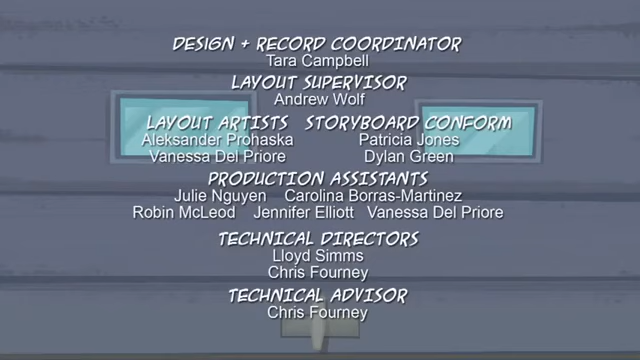 DESIGN + RECORD COORDINATOR
Tara Campbell
LAYOUT SUPERVISOR
Andrew Wolf
LAYOUT ARTISTS STORYBOARD CONFORM
Aleksander Prohaska Patricia Jones
Vanessa Del Priore Dylan Green
PRODUCTION ASSISTANTS
Julie Nguyen Carolina Borras-Martinez
Robin McLeod Jennifer Elliott Vanessa Del Priore
TECHNICAL DIRECTORS
Lloyd Simms
Chris Fourney
TECHNICAL ADVISOR
Chris Fourney